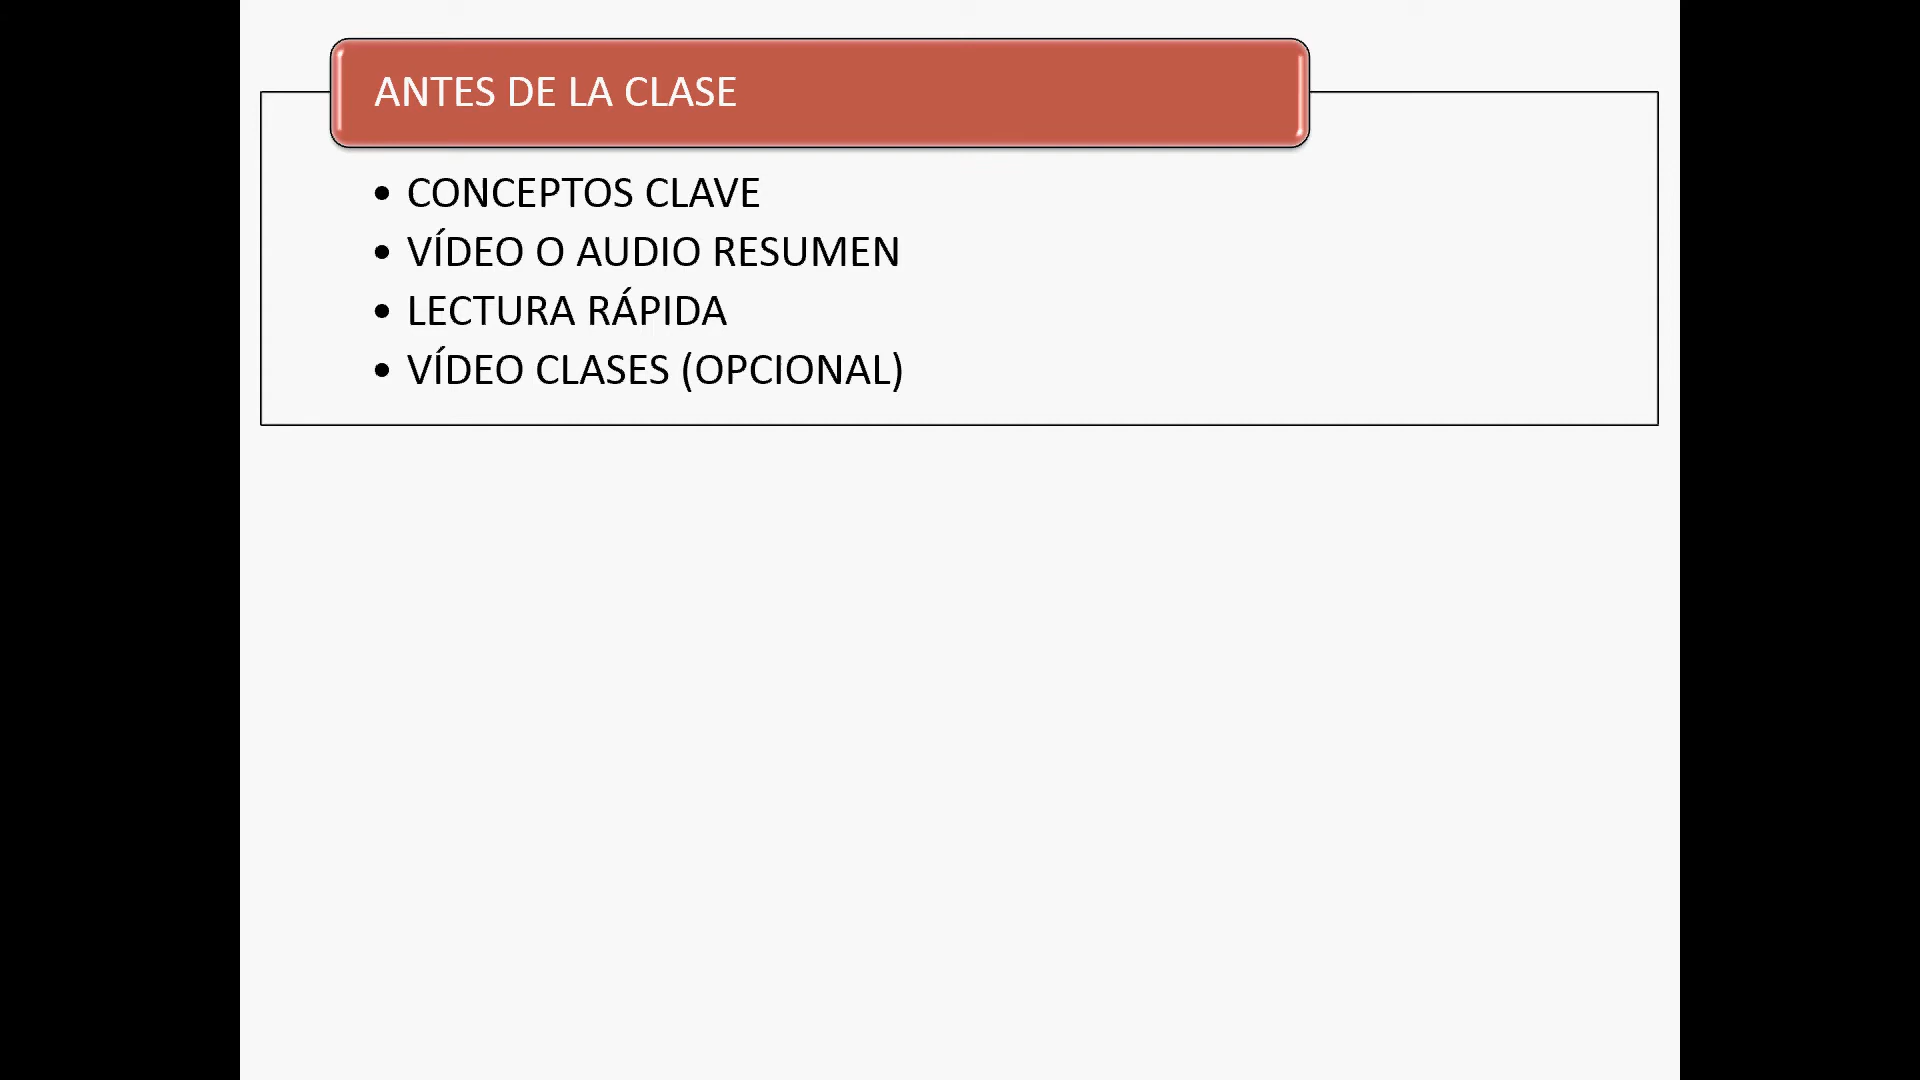 ANTES DE LA CLASE
• CONCEPTOS CLAVE
• VÍDEO O AUDIO RESUMEN
• LECTURA RÁPIDA
• VÍDEO CLASES (OPCIONAL)